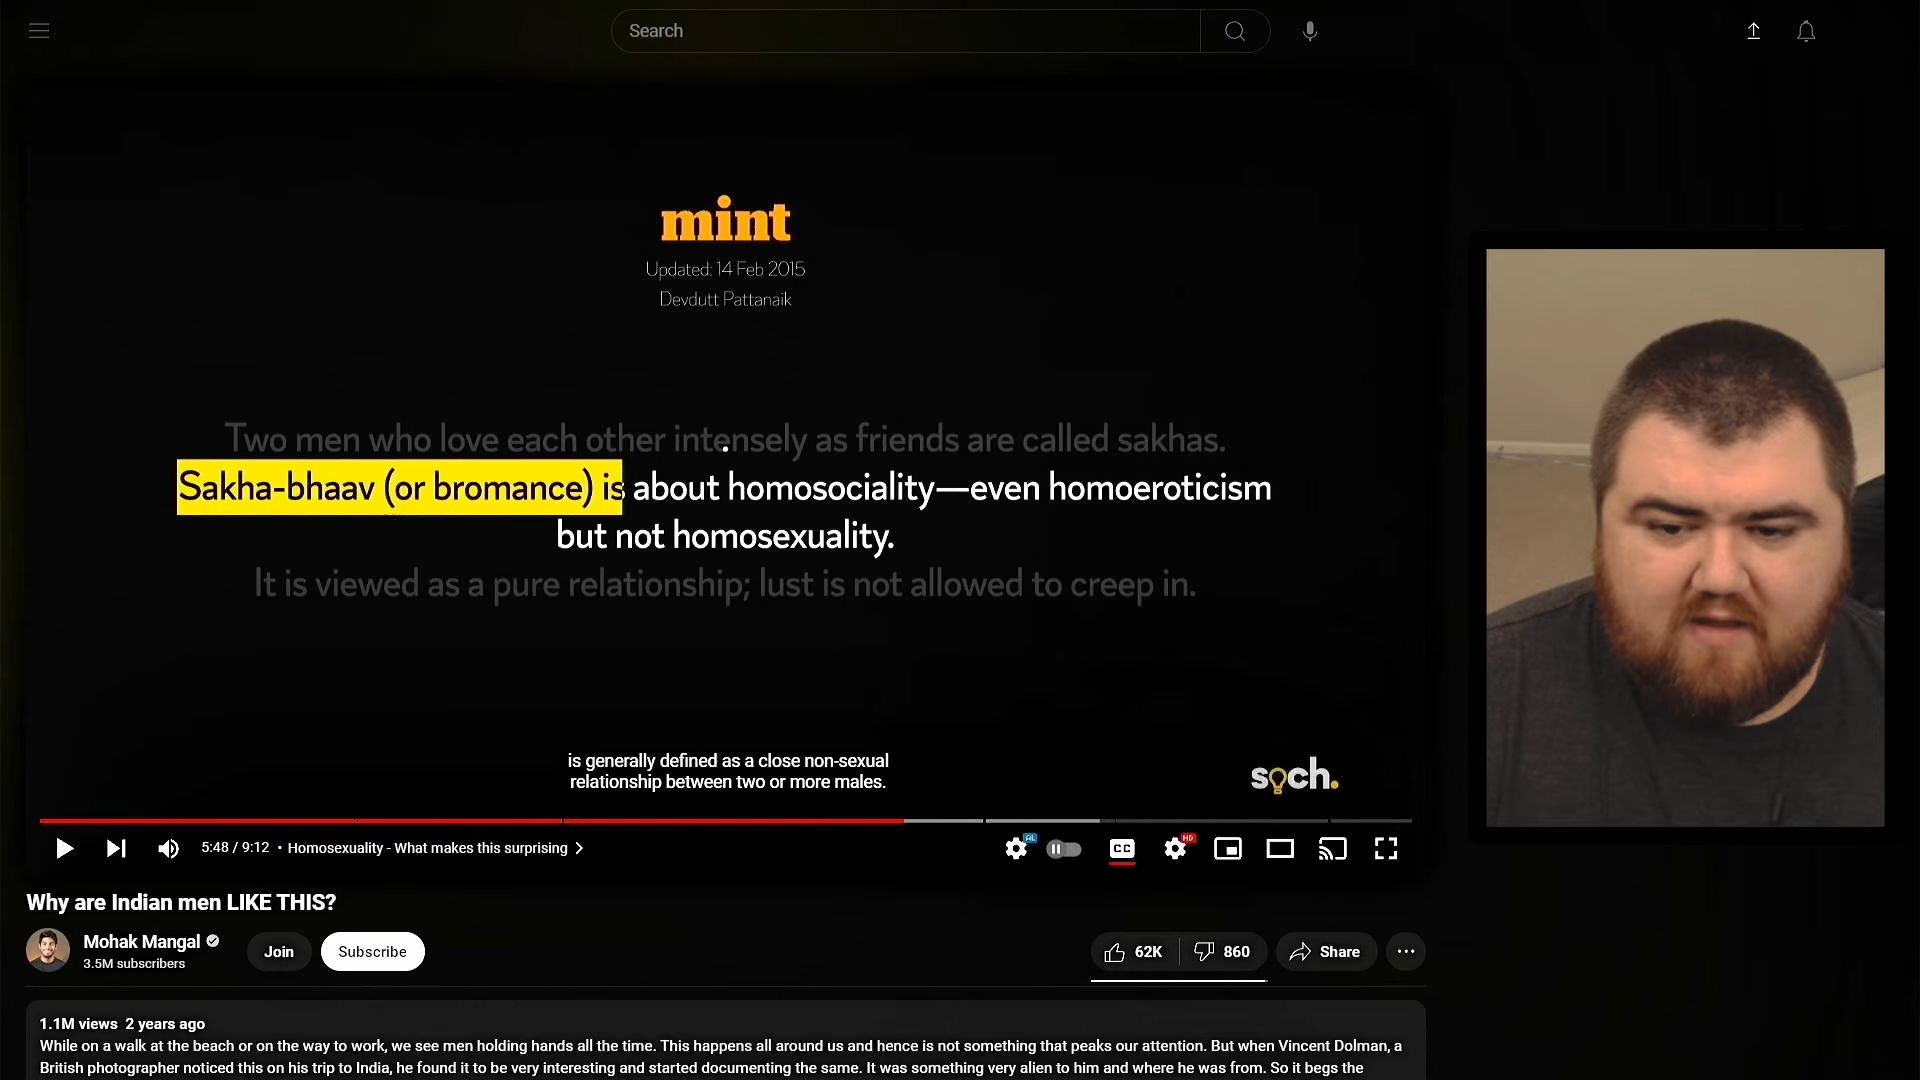 Search
mint
Updated: 14 Feb 2015
Devdutt Pattanaik
Two men who love each other intensely as friends are called sakhas.
Sakha-bhaav (or bromance) is about homosociality—even homoeroticism
but not homosexuality.
It is viewed as a pure relationship; lust is not allowed to creep in.
is generally defined as a close non-sexual
relationship between two or more males.
soch.
5:48 / 9:12 • Homosexuality - What makes this surprising
CC
HD
Why are Indian men LIKE THIS?
Mohak Mangal
3.5M subscribers
Join
Subscribe
62K
860
Share
1.1M views 2 years ago
While on a walk at the beach or on the way to work, we see men holding hands all the time. This happens all around us and hence is not something that peaks our attention. But when Vincent Dolman, a
British photographer noticed this on his trip to India, he found it to be very interesting and started documenting the same. It was something very alien to him and where he was from. So it begs the